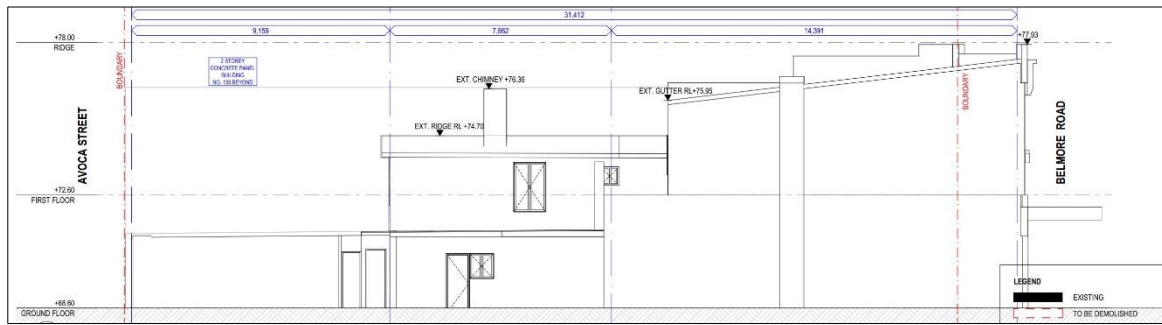 31,412
9,159
7,862
14,391
+78.00
RIDGE
+77.93
BOUNDARY
2 STOREY
CONCRETE PANEL
BUILDING
NO. 136 BEYOND
EXT. CHIMNEY +76.36
EXT. GUTTER RL+75.95
BOUNDARY
EXT. RIDGE RL +74.70
AVOCA STREET
BELMORE ROAD
+72.60
FIRST FLOOR
+68.60
GROUND FLOOR
LEGEND
EXISTING
TO BE DEMOLISHED